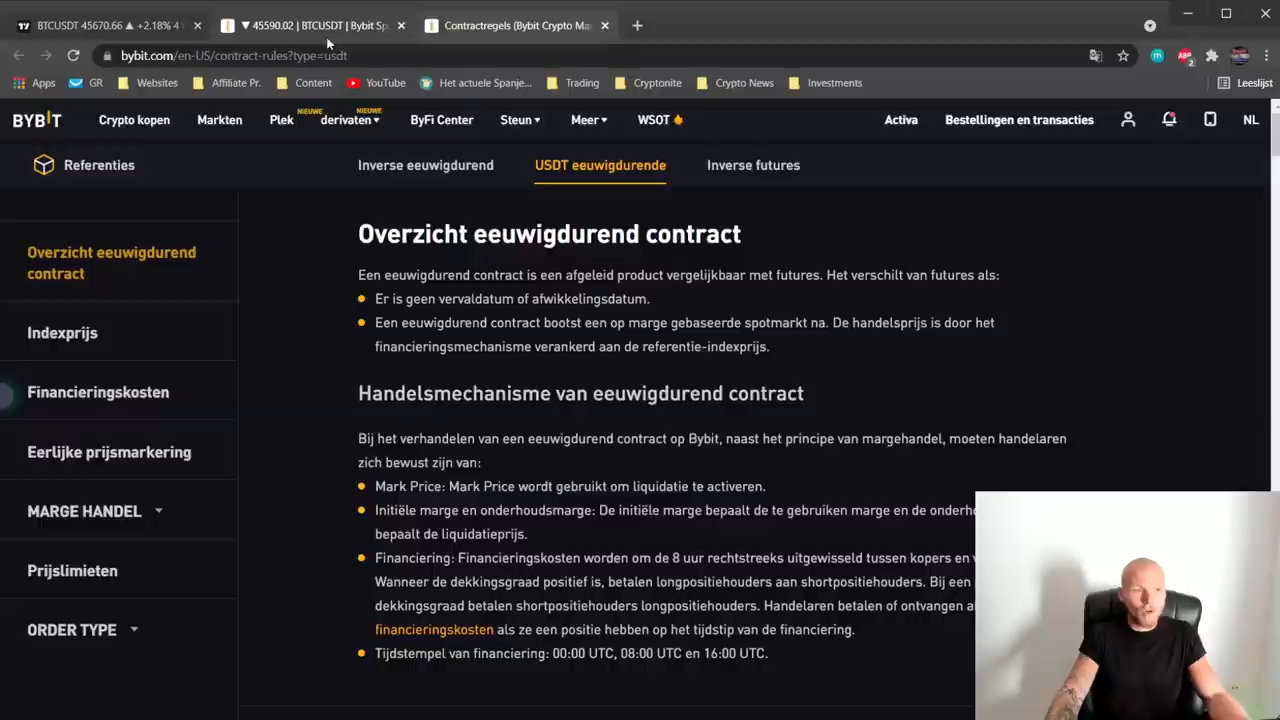 BTCUSDT 45670.66 ▲ +2.18% 4
▼ 45590.02 | BTCUSDT | Bybit Sp
Contractregels (Bybit Crypto Ma
bybit.com/en-US/contract-rules?type=usdt
Apps
GR
Websites
Affiliate Pr.
Content
YouTube
Het actuele Spanje...
Trading
Cryptonite
Crypto News
Investments
Leeslijst
BYBIT
Crypto kopen
Markten
Plek
NIEUWE
derivaten
NIEUWE
ByFi Center
Steun
Meer
WSOT
Activa
Bestellingen en transacties
NL
Referenties
Inverse eeuwigdurend
USDT eeuwigdurende
Inverse futures
Overzicht eeuwigdurend
contract
Indexprijs
Financieringskosten
Eerlijke prijsmarkering
MARGE HANDEL
Prijslimieten
ORDER TYPE
Overzicht eeuwigdurend contract
Een eeuwigdurend contract is een afgeleid product vergelijkbaar met futures. Het verschilt van futures als:
Er is geen vervaldatum of afwikkelingsdatum.
Een eeuwigdurend contract bootst een op marge gebaseerde spotmarkt na. De handelsprijs is door het
financieringsmechanisme verankerd aan de referentie-indexprijs.
Handelsmechanisme van eeuwigdurend contract
Bij het verhandelen van een eeuwigdurend contract op Bybit, naast het principe van margehandel, moeten handelaren
zich bewust zijn van:
Mark Price: Mark Price wordt gebruikt om liquidatie te activeren.
Initiële marge en onderhoudsmarge: De initiële marge bepaalt de te gebruiken marge en de onderho
bepaalt de liquidatieprijs.
Financiering: Financieringskosten worden om de 8 uur rechtstreeks uitgewisseld tussen kopers en v
Wanneer de dekkingsgraad positief is, betalen longpositiehouders aan shortpositiehouders. Bij een
dekkingsgraad betalen shortpositiehouders longpositiehouders. Handelaren betalen of ontvangen a
financieringskosten als ze een positie hebben op het tijdstip van de financiering.
Tijdstempel van financiering: 00:00 UTC, 08:00 UTC en 16:00 UTC.